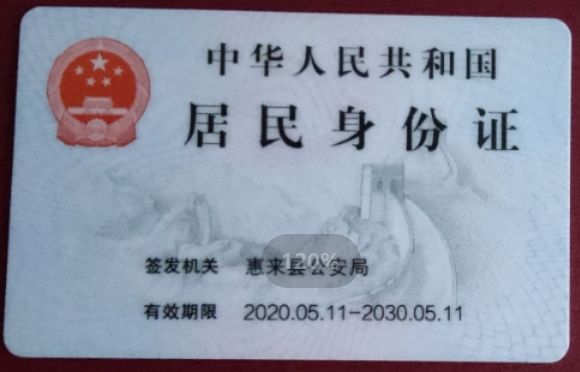 中华人民共和国
居民身份证
签发机关 惠来县公安局
120%
有效期限 2020.05.11-2030.05.11